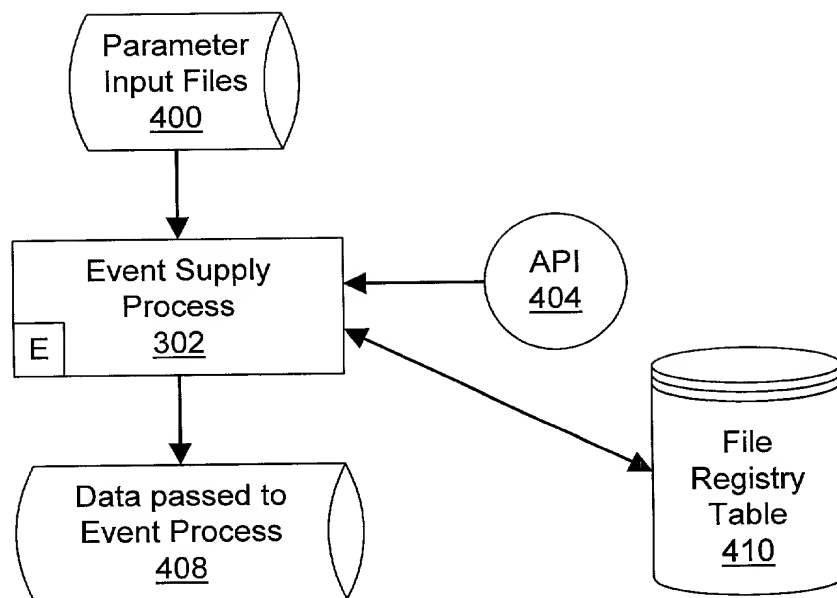 Parameter
Input Files
400
Event Supply
Process
302
E
API
404
File
Registry
Table
410
Data passed to
Event Process
408